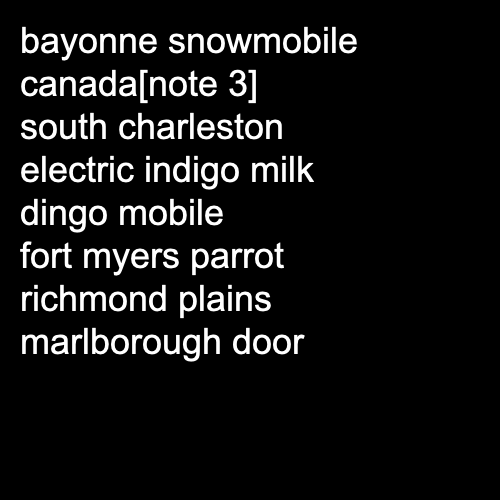 bayonne snowmobile
canada[note 3]
south charleston
electric indigo milk
dingo mobile
fort myers parrot
richmond plains
marlborough door